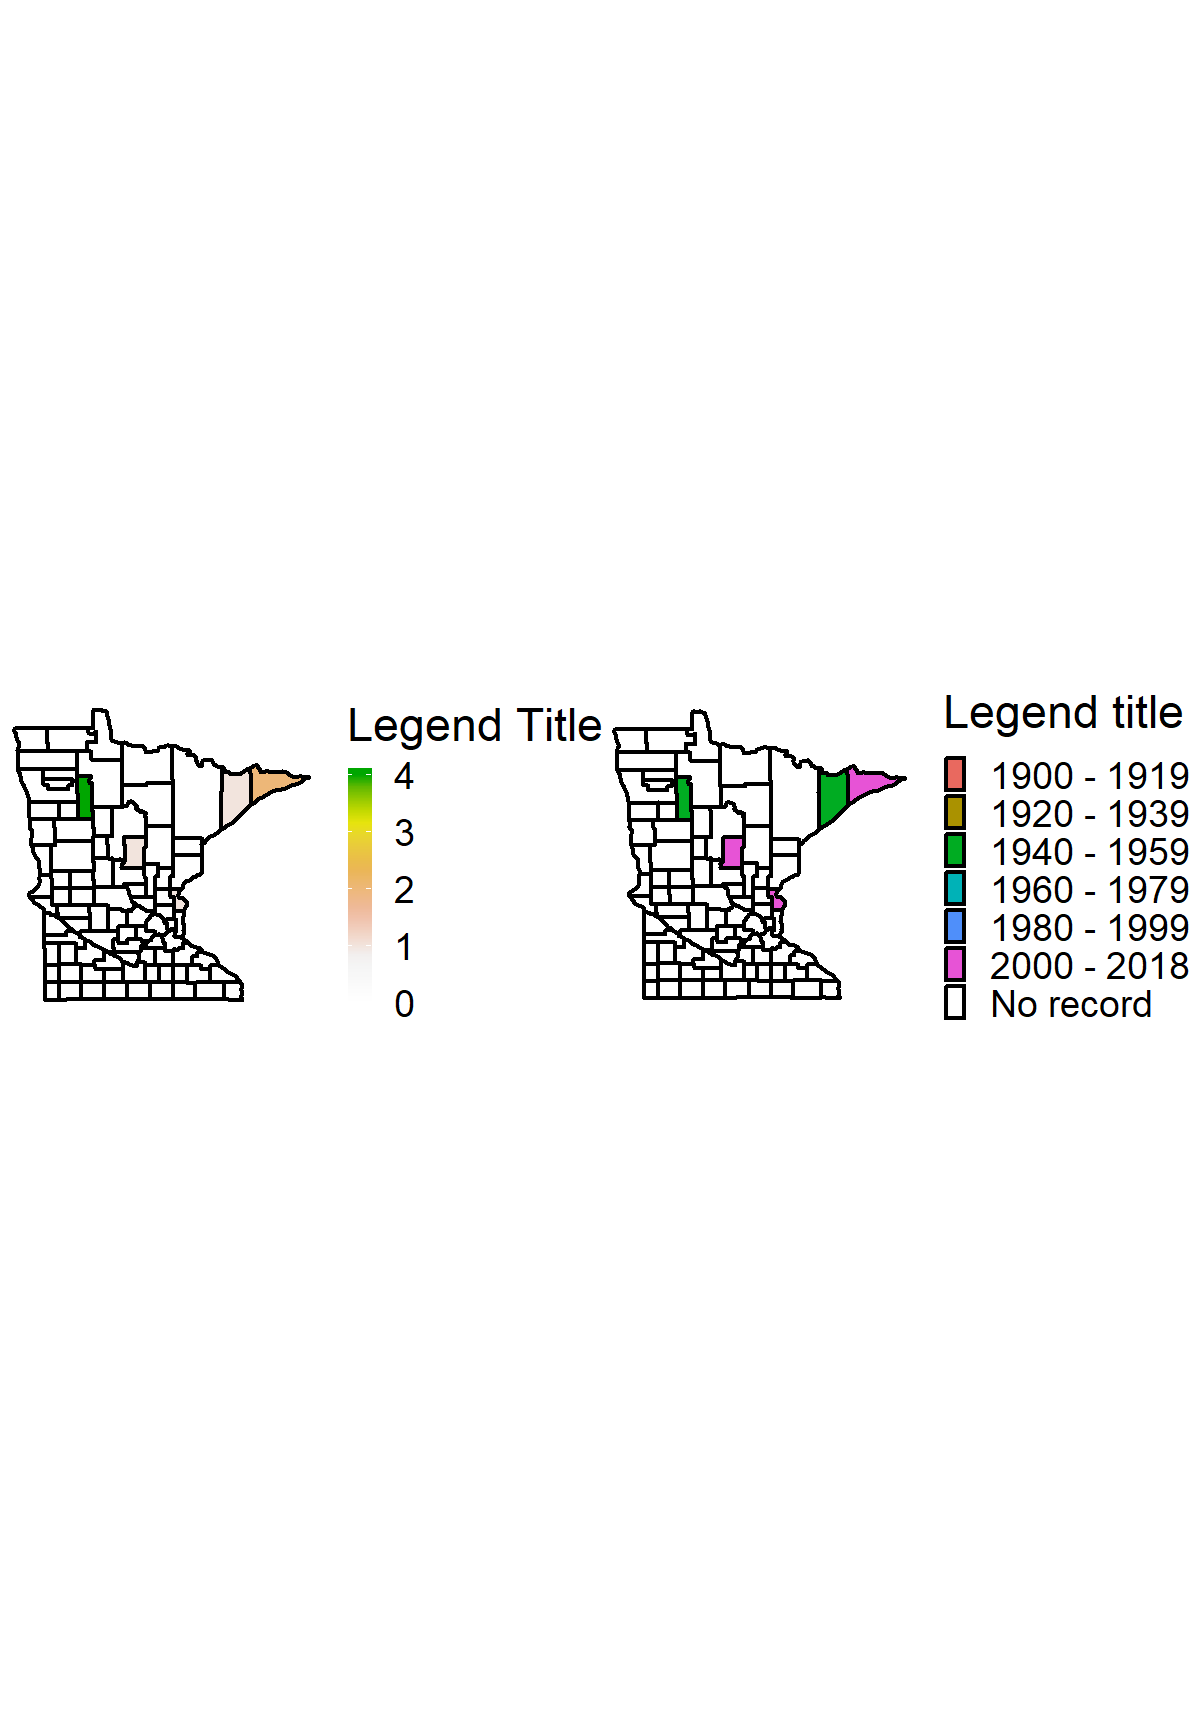 Legend Title
4
3
2
1
0
Legend title
1900 - 1919
1920 - 1939
1940 - 1959
1960 - 1979
1980 - 1999
2000 - 2018
No record